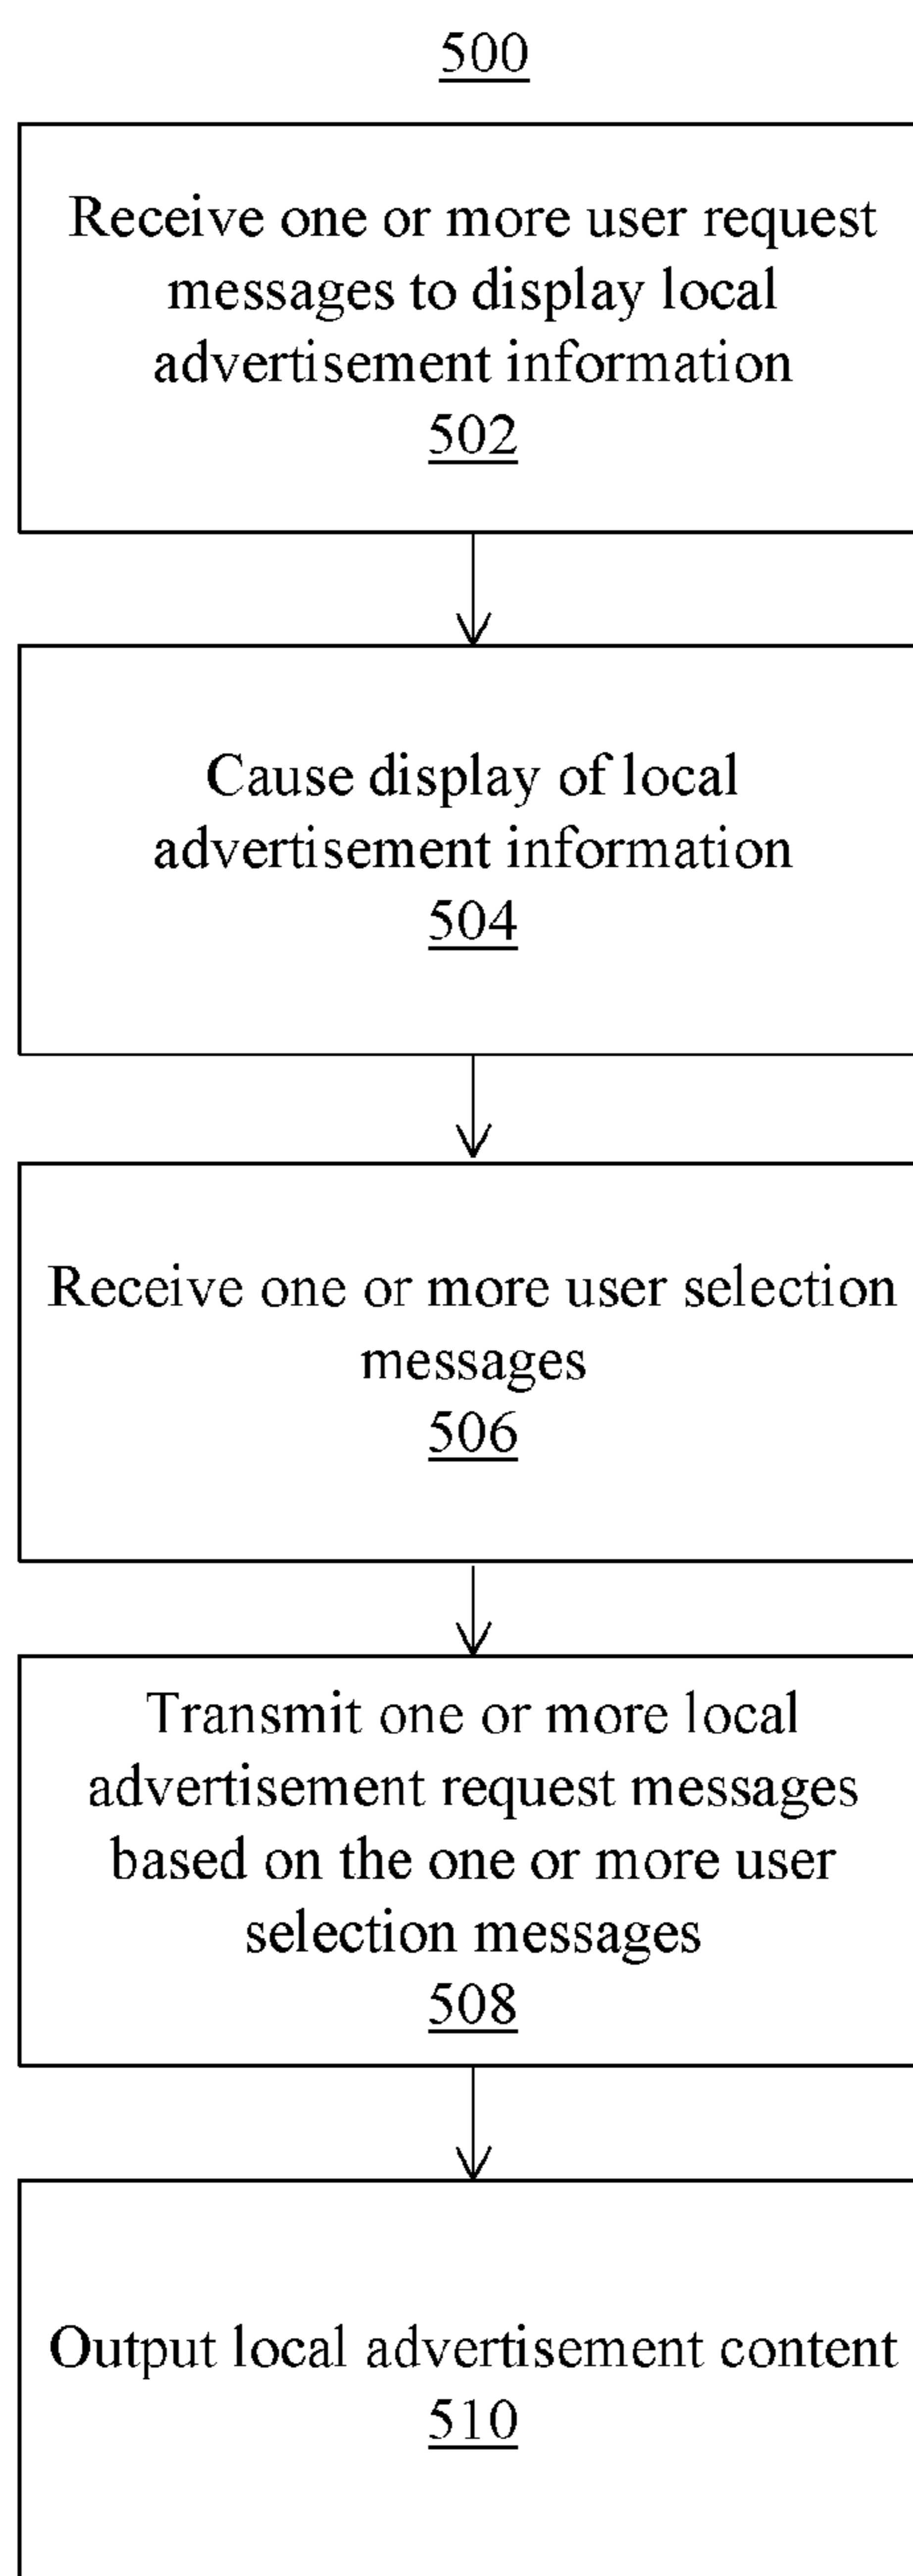 500
Receive one or more user request
messages to display local
advertisement information
502
Cause display of local
advertisement information
504
Receive one or more user selection
messages
506
Transmit one or more local
advertisement request messages
based on the one or more user
selection messages
508
Output local advertisement content
510